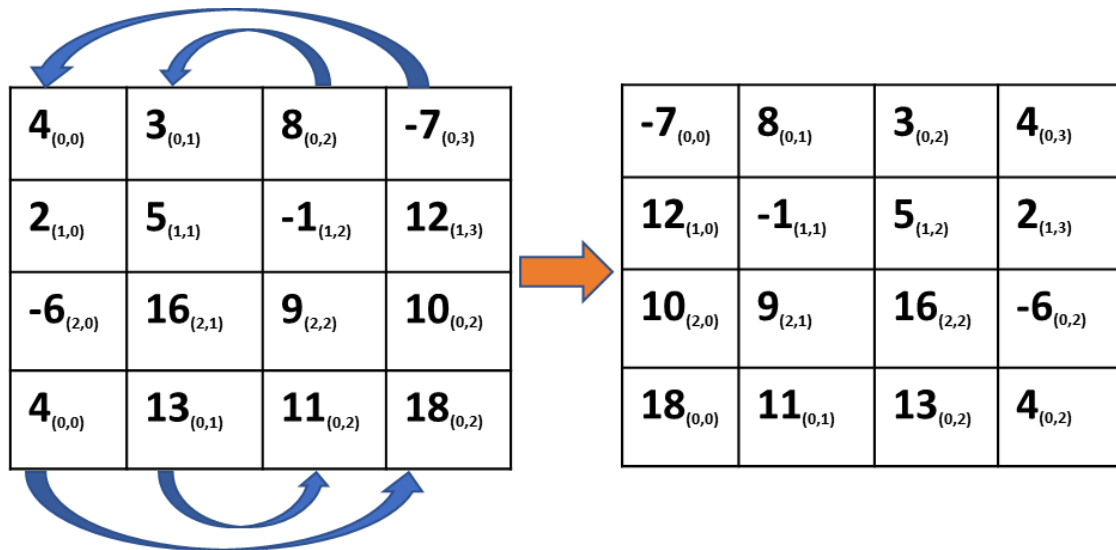 4(0,0) 3(0,1) 8(0,2) -7(0,3)
2(1,0) 5(1,1) -1(1,2) 12(1,3)
-6(2,0) 16(2,1) 9(2,2) 10(0,2)
4(0,0) 13(0,1) 11(0,2) 18(0,2)
-7(0,0) 8(0,1) 3(0,2) 4(0,3)
12(1,0) -1(1,1) 5(1,2) 2(1,3)
10(2,0) 9(2,1) 16(2,2) -6(0,2)
18(0,0) 11(0,1) 13(0,2) 4(0,2)